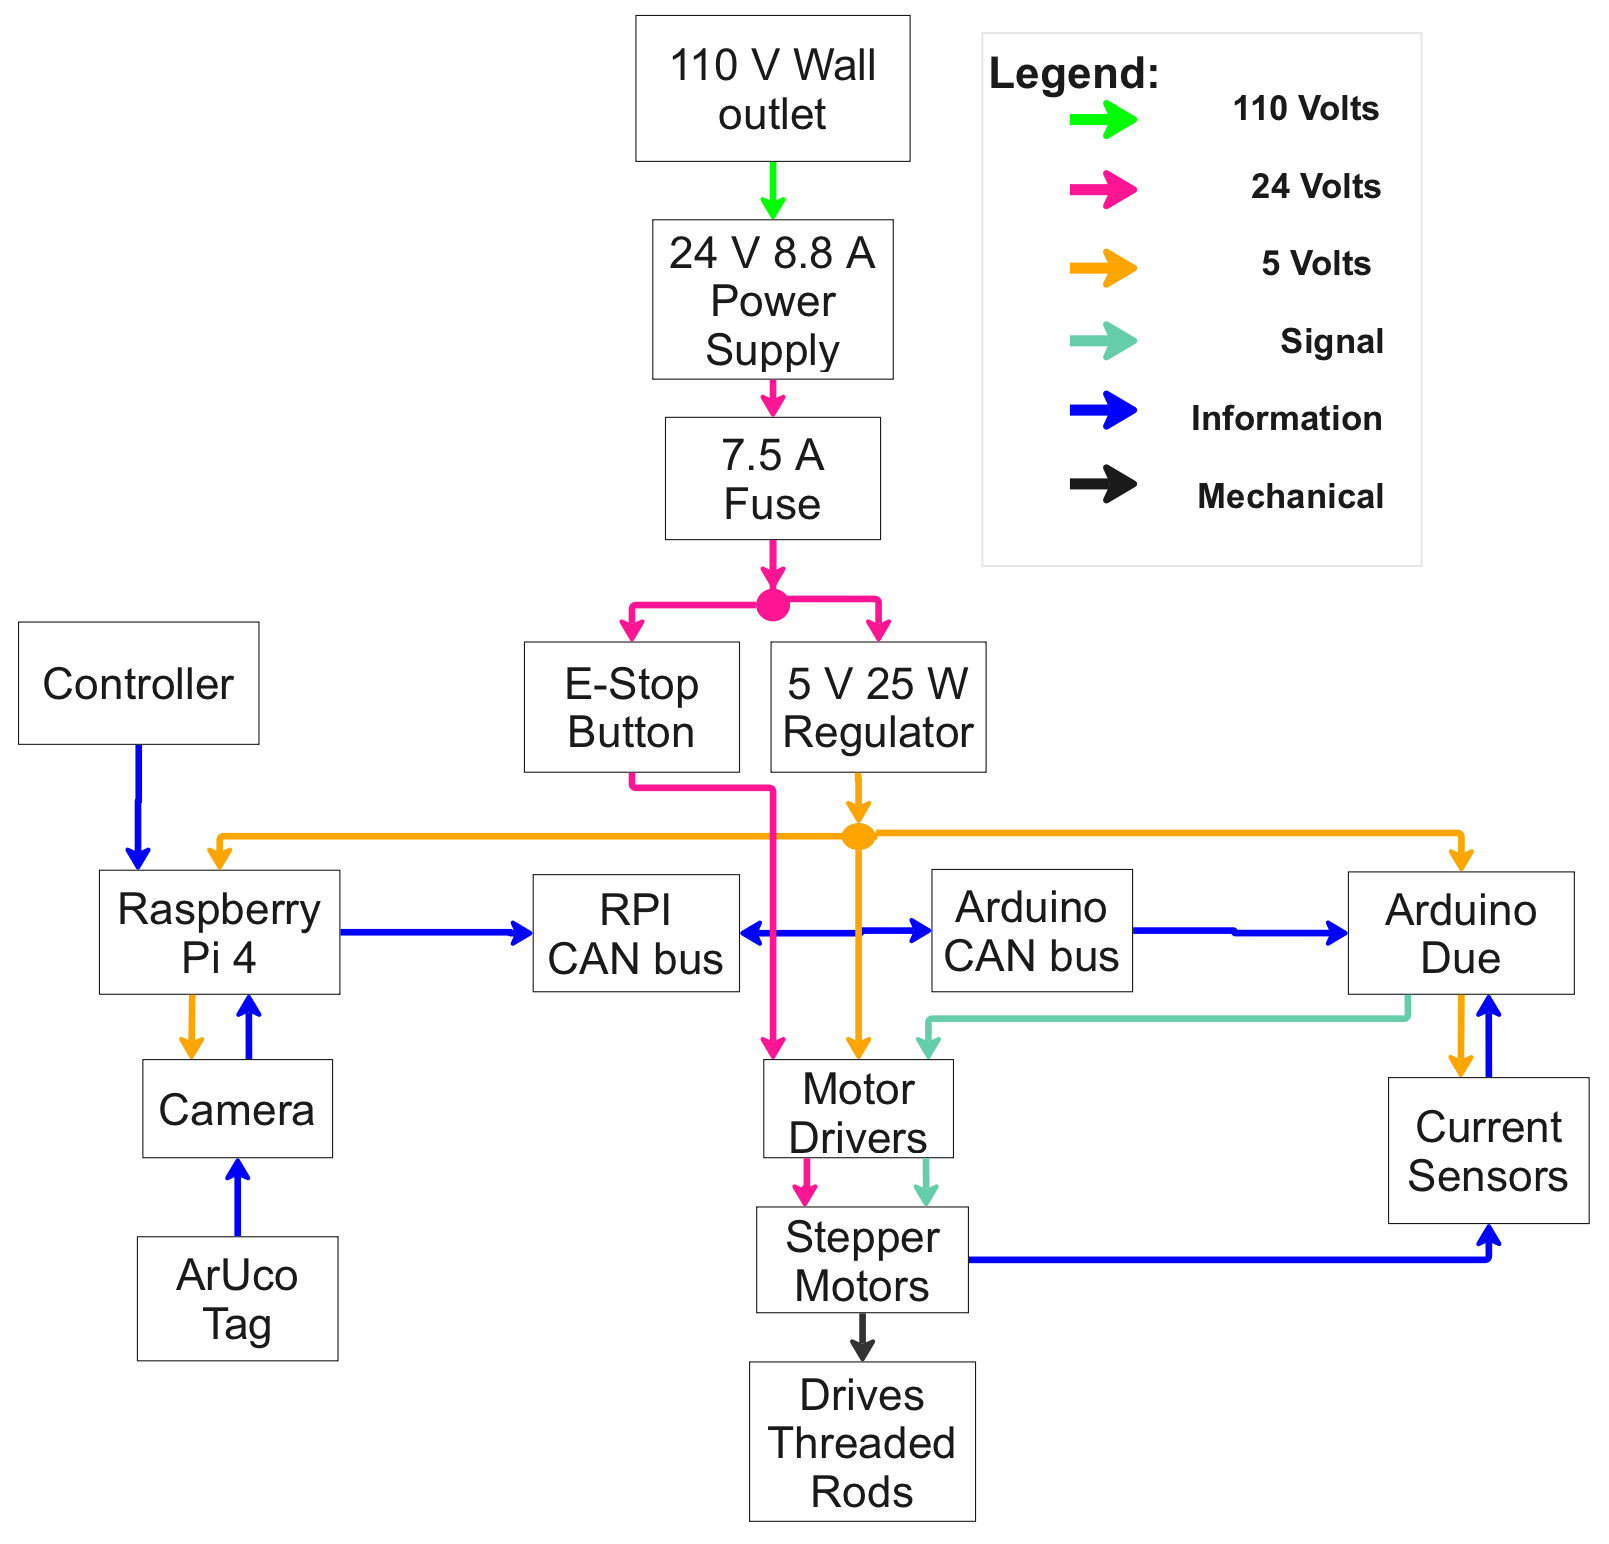 110 V Wall
outlet
Legend:
110 Volts
24 Volts
5 Volts
Signal
Information
Mechanical
24 V 8.8 A
Power
Supply
7.5 A
Fuse
Controller
E-Stop
Button
5 V 25 W
Regulator
Raspberry
Pi 4
RPI
CAN bus
Arduino
CAN bus
Arduino
Due
Camera
Motor
Drivers
Current
Sensors
ArUco
Tag
Stepper
Motors
Drives
Threaded
Rods